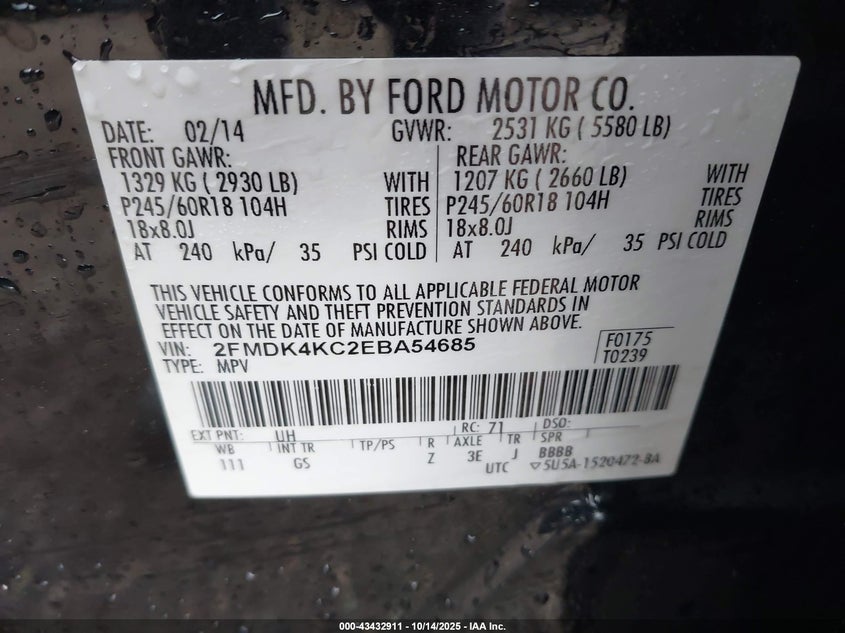 MFD. BY FORD MOTOR CO.
DATE: 02/14 GVWR: 2531 KG ( 5580 LB)
FRONT GAWR: REAR GAWR:
1329 KG ( 2930 LB) WITH 1207 KG ( 2660 LB) WITH
P245/60R18 104H TIRES P245/60R18 104H TIRES
18x8.0J RIMS 18x8.0J RIMS
AT 240 kPa/ 35 PSI COLD AT 240 kPa/ 35 PSI COLD
THIS VEHICLE CONFORMS TO ALL APPLICABLE FEDERAL MOTOR
VEHICLE SAFETY AND THEFT PREVENTION STANDARDS IN
EFFECT ON THE DATE OF MANUFACTURE SHOWN ABOVE.
VIN: 2FMDK4KC2EBA54685 F0175
TYPE: MPV T0239
EXT PNT: UH RC: 71 DSO:
WB INT TR TP/PS R AXLE TR SPR
111 GS Z 3E J BBBB
UTC ▽5U5A-1520472-BA
000-43432911 - 10/14/2025 - IAA Inc.